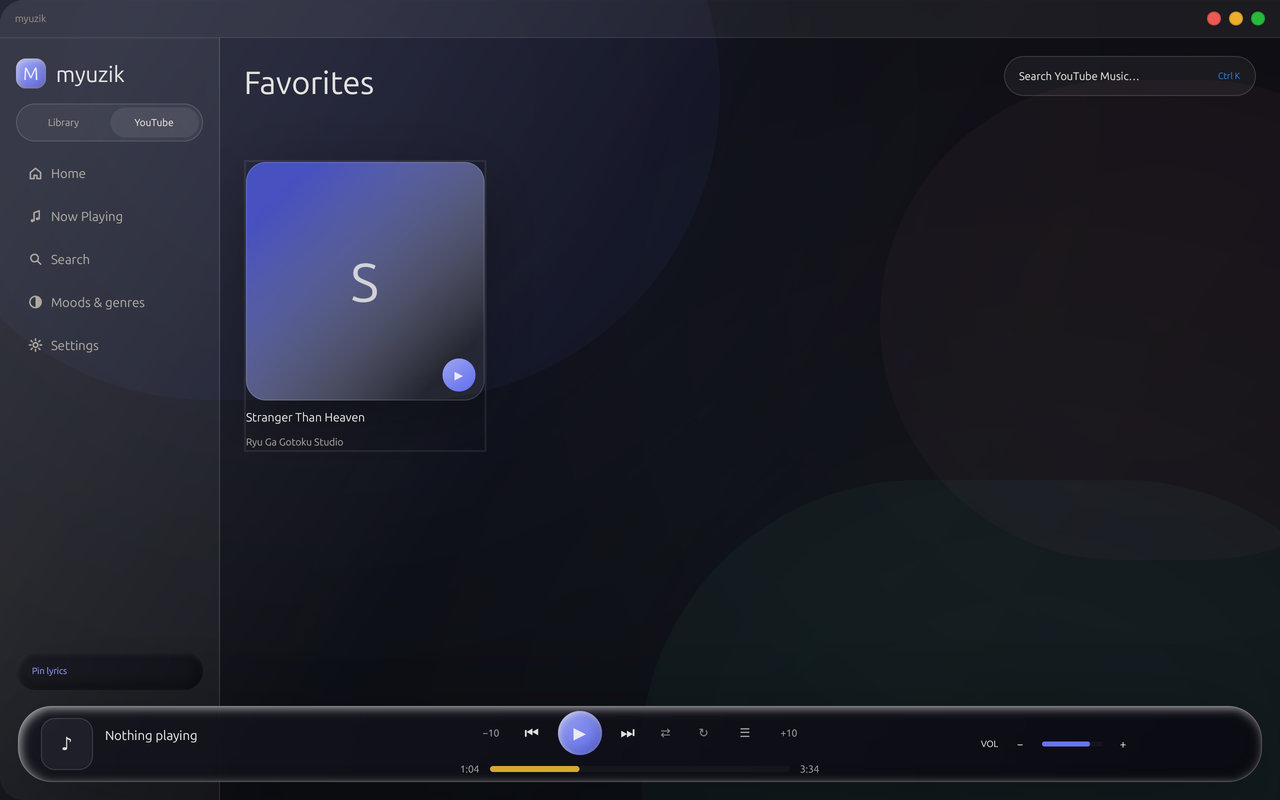 myuzik
M myuzik
Library YouTube
Home
Now Playing
Search
Moods & genres
Settings
Pin lyrics
Favorites
Search YouTube Music... Ctrl K
S
Stranger Than Heaven
Ryu Ga Gotoku Studio
Nothing playing
−10 +10
1:04 3:34
VOL − +